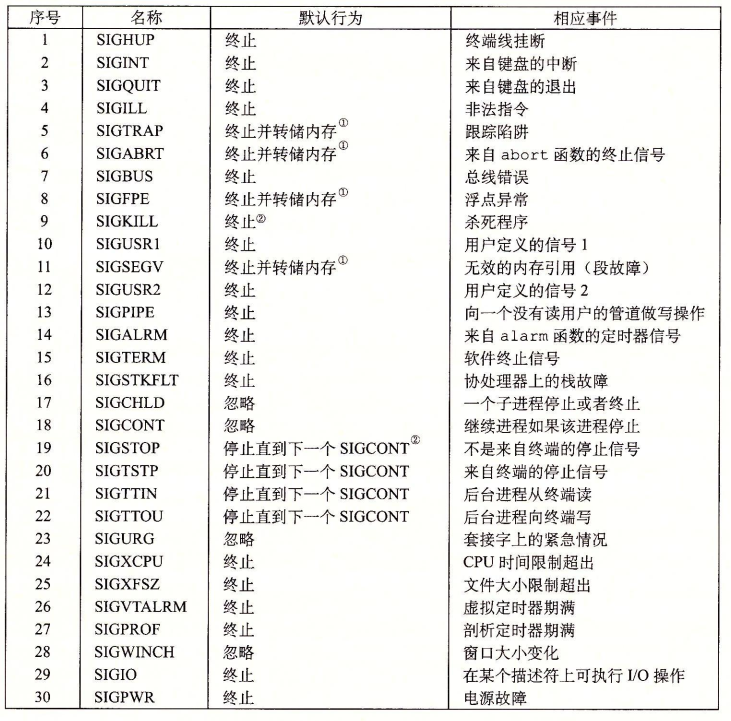 序号 名称 默认行为 相应事件
1 SIGHUP 终止 终端线挂断
2 SIGINT 终止 来自键盘的中断
3 SIGQUIT 终止 来自键盘的退出
4 SIGILL 终止 非法指令
5 SIGTRAP 终止并转储内存① 跟踪陷阱
6 SIGABRT 终止并转储内存① 来自 abort 函数的终止信号
7 SIGBUS 终止 总线错误
8 SIGFPE 终止并转储内存① 浮点异常
9 SIGKILL 终止② 杀死程序
10 SIGUSR1 终止 用户定义的信号 1
11 SIGSEGV 终止并转储内存① 无效的内存引用（段故障）
12 SIGUSR2 终止 用户定义的信号 2
13 SIGPIPE 终止 向一个没有读用户的管道做写操作
14 SIGALRM 终止 来自 alarm 函数的定时器信号
15 SIGTERM 终止 软件终止信号
16 SIGSTKFLT 终止 协处理器上的栈故障
17 SIGCHLD 忽略 一个子进程停止或者终止
18 SIGCONT 忽略 继续进程如果该进程停止
19 SIGSTOP 停止直到下一个 SIGCONT② 不是来自终端的停止信号
20 SIGTSTP 停止直到下一个 SIGCONT 来自终端的停止信号
21 SIGTTIN 停止直到下一个 SIGCONT 后台进程从终端读
22 SIGTTOU 停止直到下一个 SIGCONT 后台进程向终端写
23 SIGURG 忽略 套接字上的紧急情况
24 SIGXCPU 终止 CPU 时间限制超出
25 SIGXFSZ 终止 文件大小限制超出
26 SIGVTALRM 终止 虚拟定时器期满
27 SIGPROF 终止 剖析定时器期满
28 SIGWINCH 忽略 窗口大小变化
29 SIGIO 终止 在某个描述符上可执行 I/O 操作
30 SIGPWR 终止 电源故障